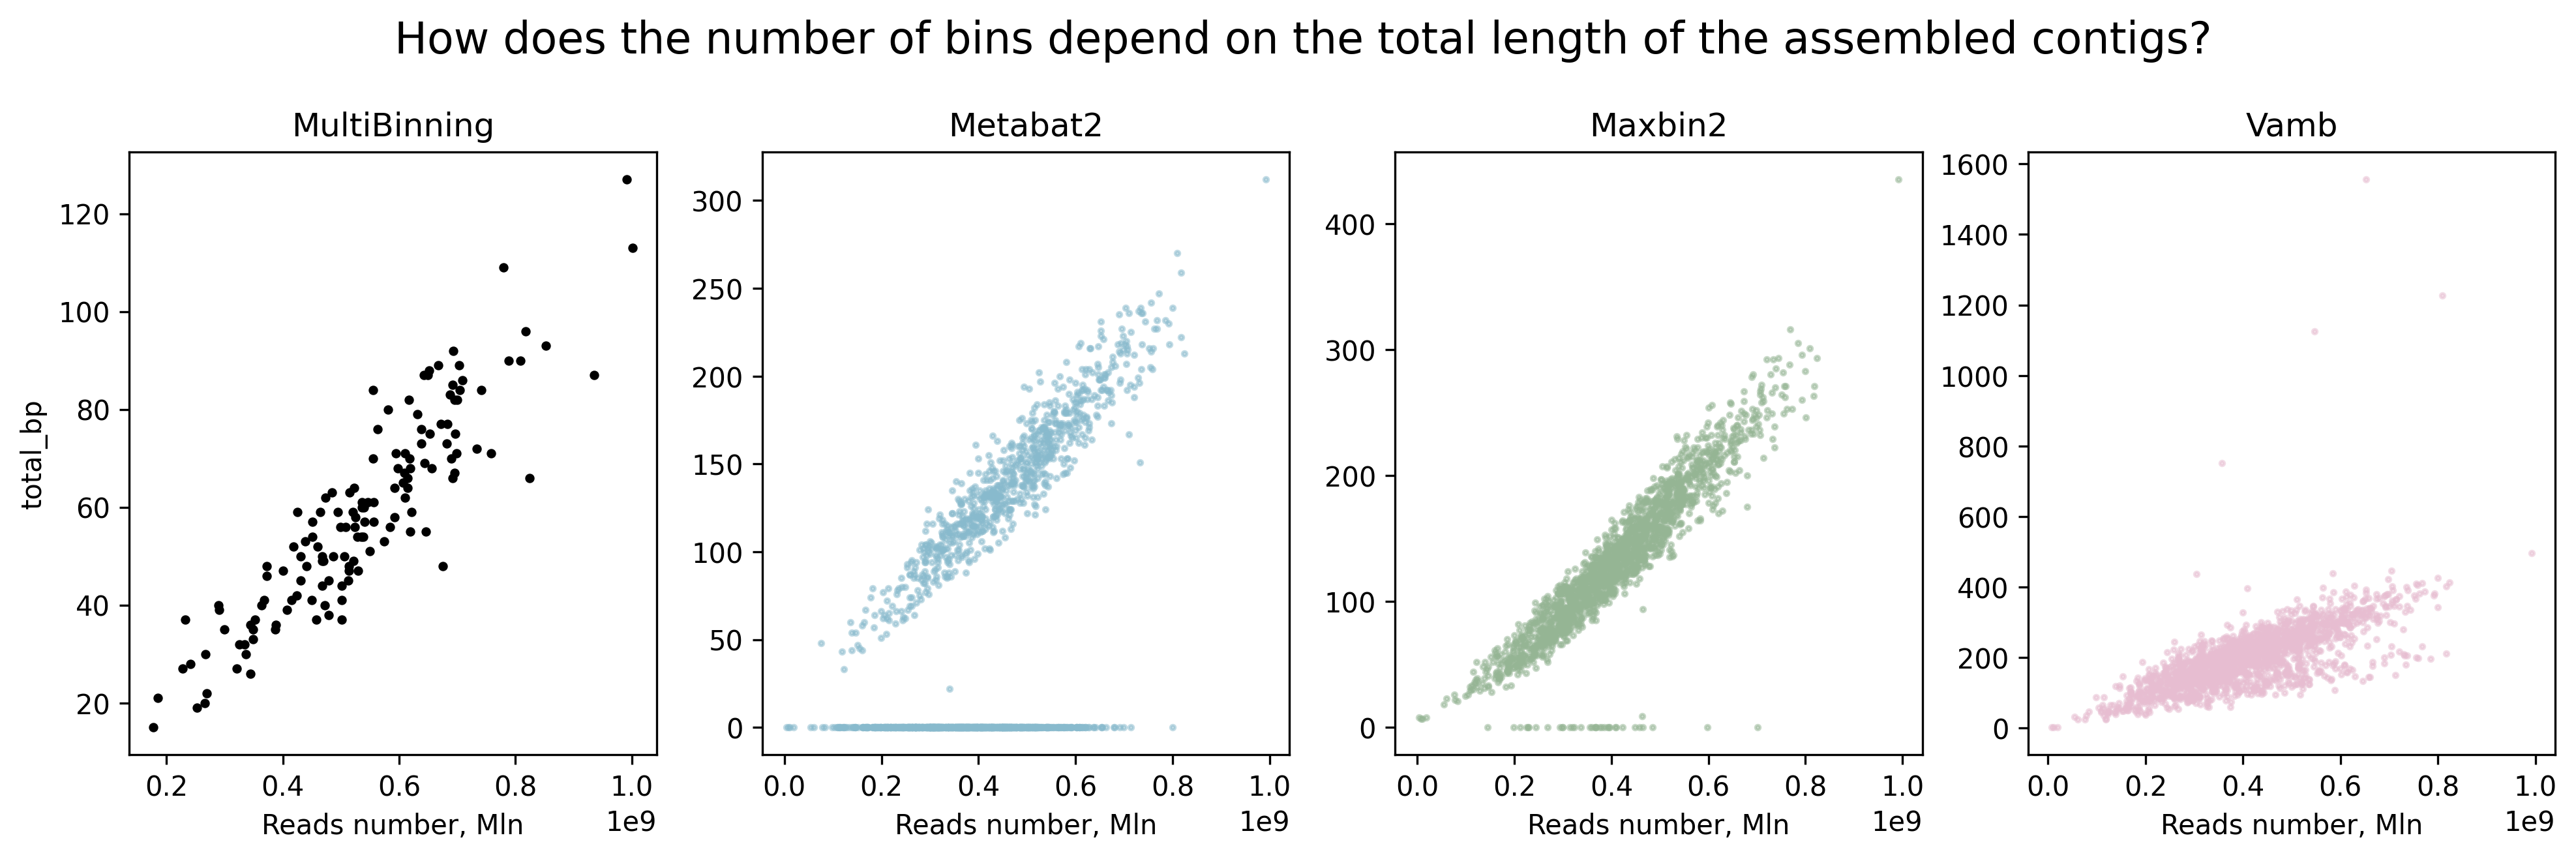 How does the number of bins depend on the total length of the assembled contigs?
MultiBinning
total_bp
120
100
80
60
40
20
0.2 0.4 0.6 0.8 1.0
1e9
Reads number, Mln
Metabat2
300
250
200
150
100
50
0
0.0 0.2 0.4 0.6 0.8 1.0
1e9
Reads number, Mln
Maxbin2
400
300
200
100
0
0.0 0.2 0.4 0.6 0.8 1.0
1e9
Reads number, Mln
Vamb
1600
1400
1200
1000
800
600
400
200
0
0.0 0.2 0.4 0.6 0.8 1.0
1e9
Reads number, Mln